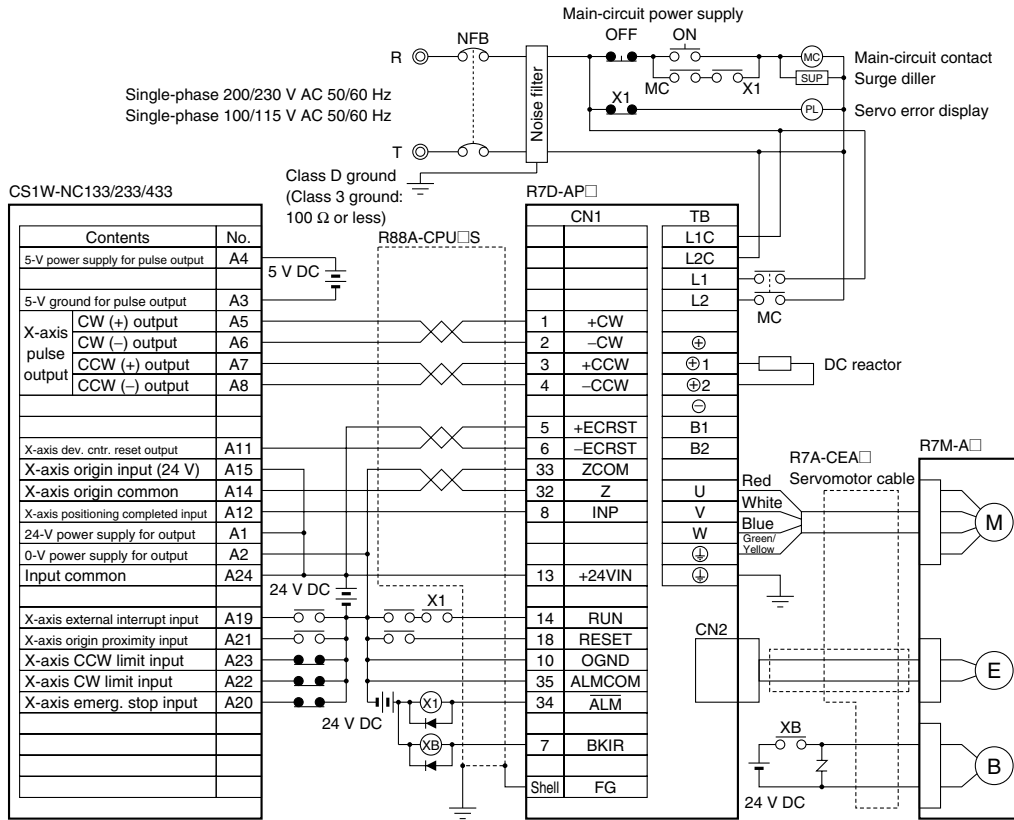 Main-circuit power supply
OFF ON
R NFB
MC Main-circuit contact
MC X1 SUP Surge diller
Noise filter
X1 PL Servo error display
Single-phase 200/230 V AC 50/60 Hz
Single-phase 100/115 V AC 50/60 Hz
T
Class D ground
(Class 3 ground:
100 Ω or less)
CS1W-NC133/233/433
R7D-AP□
R88A-CPU□S
CN1 TB
Contents No.
L1C
5-V power supply for pulse output A4 L2C
5 V DC
L1
5-V ground for pulse output A3 L2
MC
X-axis pulse output
CW (+) output A5 1 +CW
CW (–) output A6 2 –CW ⊕
CCW (+) output A7 3 +CCW ⊕1 DC reactor
CCW (–) output A8 4 –CCW ⊕2
⊖
5 +ECRST B1
X-axis dev. cntr. reset output A11 6 –ECRST B2
R7M-A□
R7A-CEA□
Servomotor cable
X-axis origin input (24 V) A15 33 ZCOM
X-axis origin common A14 32 Z U Red
X-axis positioning completed input A12 8 INP V White
24-V power supply for output A1 W Blue
M
0-V power supply for output A2 Green/
Yellow
Input common A24 13 +24VIN
24 V DC
X1
X-axis external interrupt input A19 14 RUN
X-axis origin proximity input A21 18 RESET CN2
X-axis CCW limit input A23 10 OGND
E
X-axis CW limit input A22 35 ALMCOM
X-axis emerg. stop input A20 X1 34 ALM
24 V DC
XB
XB 7 BKIR
B
Shell FG
24 V DC